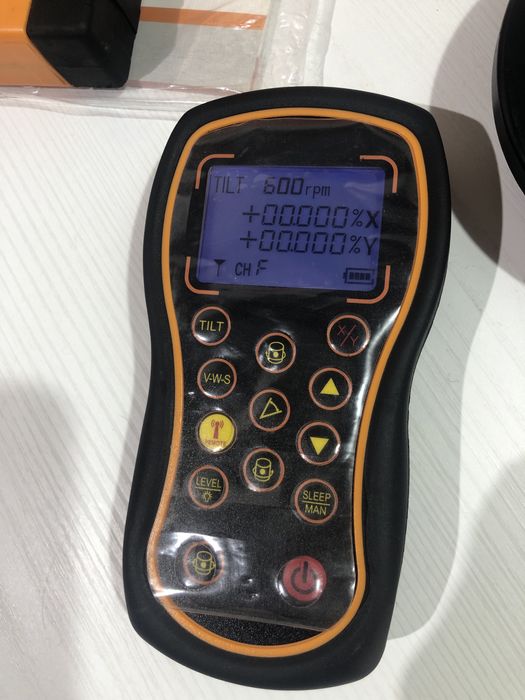 TILT 600rpm
+00.000%X
+00.000%Y
CH F
TILT
X/Y
V-W-S
REMOTE
LEVEL
SLEEP
MAN